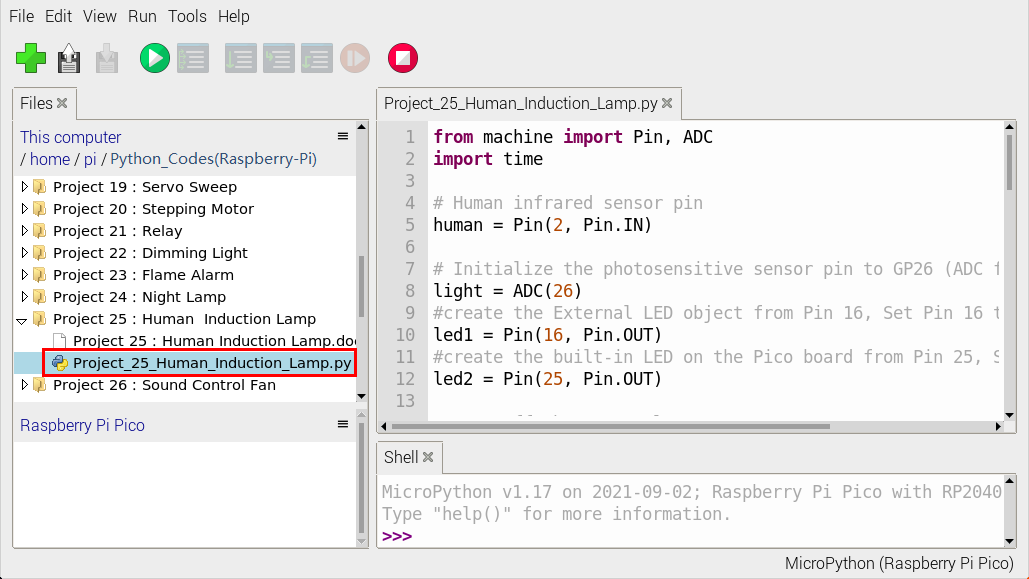 File Edit View Run Tools Help
Files
This computer
/ home / pi / Python_Codes(Raspberry-Pi)
Project 19 : Servo Sweep
Project 20 : Stepping Motor
Project 21 : Relay
Project 22 : Dimming Light
Project 23 : Flame Alarm
Project 24 : Night Lamp
Project 25 : Human  Induction Lamp
Project 25 : Human Induction Lamp.do
Project_25_Human_Induction_Lamp.py
Project 26 : Sound Control Fan
Raspberry Pi Pico
Project_25_Human_Induction_Lamp.py
1 from machine import Pin, ADC
2 import time
3
4 # Human infrared sensor pin
5 human = Pin(2, Pin.IN)
6
7 # Initialize the photosensitive sensor pin to GP26 (ADC f
8 light = ADC(26)
9 #create the External LED object from Pin 16, Set Pin 16 t
10 led1 = Pin(16, Pin.OUT)
11 #create the built-in LED on the Pico board from Pin 25, S
12 led2 = Pin(25, Pin.OUT)
13
Shell
MicroPython v1.17 on 2021-09-02; Raspberry Pi Pico with RP2040
Type "help()" for more information.
>>>
MicroPython (Raspberry Pi Pico)